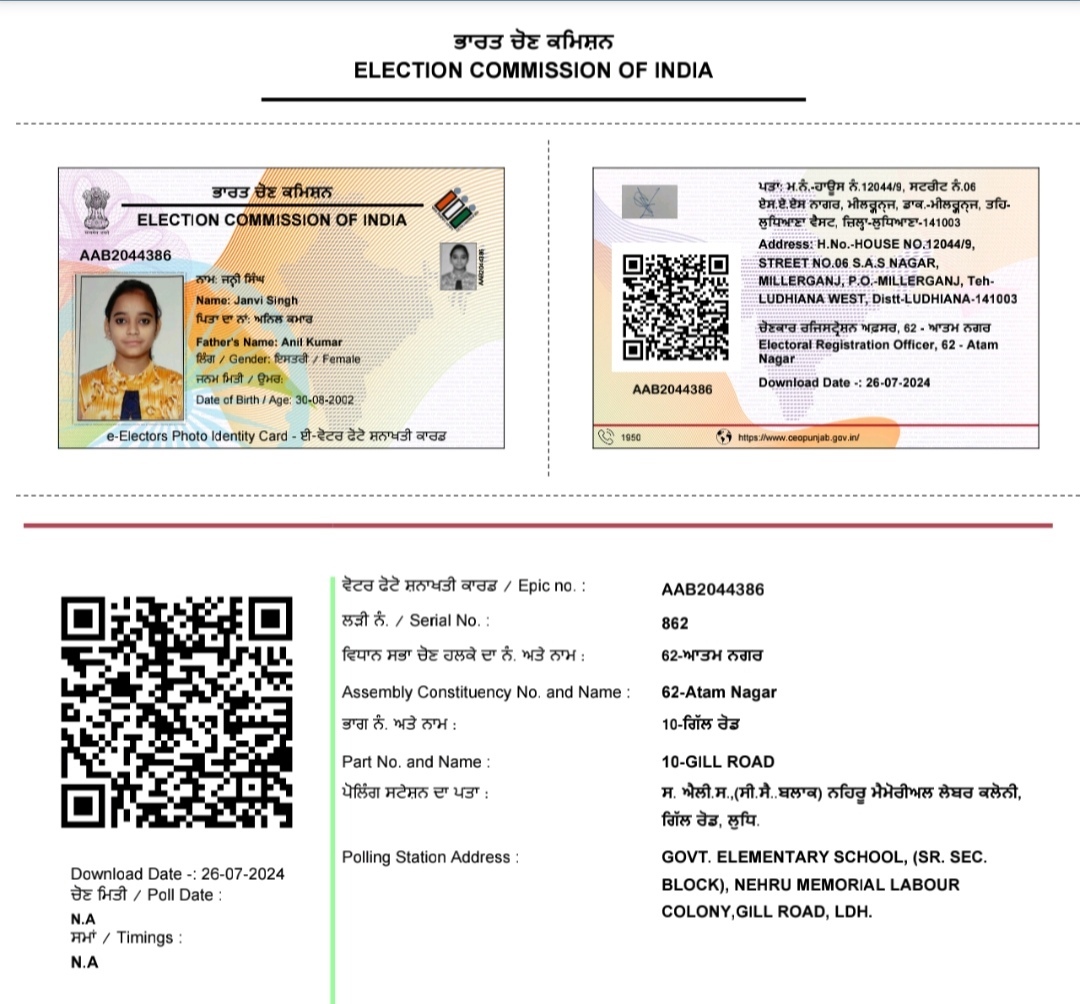 ਭਾਰਤ ਚੋਣ ਕਮਿਸ਼ਨ
ELECTION COMMISSION OF INDIA
ਭਾਰਤ ਚੋਣ ਕਮਿਸ਼ਨ
ELECTION COMMISSION OF INDIA
AAB2044386
ਨਾਮ: ਜਨ੍ਵੀ ਸਿੰਘ
Name: Janvi Singh
ਪਿਤਾ ਦਾ ਨਾਂ: ਅਨਿਲ ਕਮਾਰ
Father's Name: Anil Kumar
ਲਿੰਗ / Gender: ਇਸਤਰੀ / Female
ਜਨਮ ਮਿਤੀ / ਉਮਰ:
Date of Birth / Age: 30-08-2002
e-Electors Photo Identity Card - ਈ-ਵੋਟਰ ਫੋਟੋ ਸ਼ਨਾਖਤੀ ਕਾਰਡ
ਪਤਾ: ਮ.ਨੰ.-ਹਾਊਸ ਨੰ.12044/9, ਸਟਰੀਟ ਨੰ.06
ਏਸ.ਏ.ਏਸ ਨਾਗਰ, ਮੀਲਰ੍ਗਨ੍ਜ, ਡਾਕ.-ਮੀਲਰ੍ਗਨ੍ਜ, ਤਹਿ-
ਲੁਧਿਆਣਾ ਵੈਸਟ, ਜ਼ਿਲ੍ਹਾ-ਲੁਧਿਆਣਾ-141003
Address: H.No.-HOUSE NO.12044/9,
STREET NO.06 S.A.S NAGAR,
MILLERGANJ, P.O.-MILLERGANJ, Teh-
LUDHIANA WEST, Distt-LUDHIANA-141003
ਚੋਣਕਾਰ ਰਜਿਸਟ੍ਰੇਸ਼ਨ ਅਫ਼ਸਰ, 62 - ਆਤਮ ਨਗਰ
Electoral Registration Officer, 62 - Atam
Nagar
AAB2044386
Download Date -: 26-07-2024
1950
https://www.ceopunjab.gov.in/
ਵੋਟਰ ਫੋਟੋ ਸ਼ਨਾਖਤੀ ਕਾਰਡ / Epic no. : AAB2044386
ਲੜੀ ਨੰ. / Serial No. : 862
ਵਿਧਾਨ ਸਭਾ ਚੋਣ ਹਲਕੇ ਦਾ ਨੰ. ਅਤੇ ਨਾਮ : 62-ਆਤਮ ਨਗਰ
Assembly Constituency No. and Name : 62-Atam Nagar
ਭਾਗ ਨੰ. ਅਤੇ ਨਾਮ : 10-ਗਿੱਲ ਰੋਡ
Part No. and Name : 10-GILL ROAD
ਪੋਲਿੰਗ ਸਟੇਸ਼ਨ ਦਾ ਪਤਾ : ਸ. ਐਲੀ.ਸ.,(ਸੀ.ਸੈ..ਬਲਾਕ) ਨਹਿਰੂ ਮੈਮੋਰੀਅਲ ਲੇਬਰ ਕਲੋਨੀ,
ਗਿੱਲ ਰੋਡ, ਲੁਧਿ.
Polling Station Address : GOVT. ELEMENTARY SCHOOL, (SR. SEC.
BLOCK), NEHRU MEMORIAL LABOUR
COLONY,GILL ROAD, LDH.
Download Date -: 26-07-2024
ਚੋਣ ਮਿਤੀ / Poll Date :
N.A
ਸਮਾਂ / Timings :
N.A